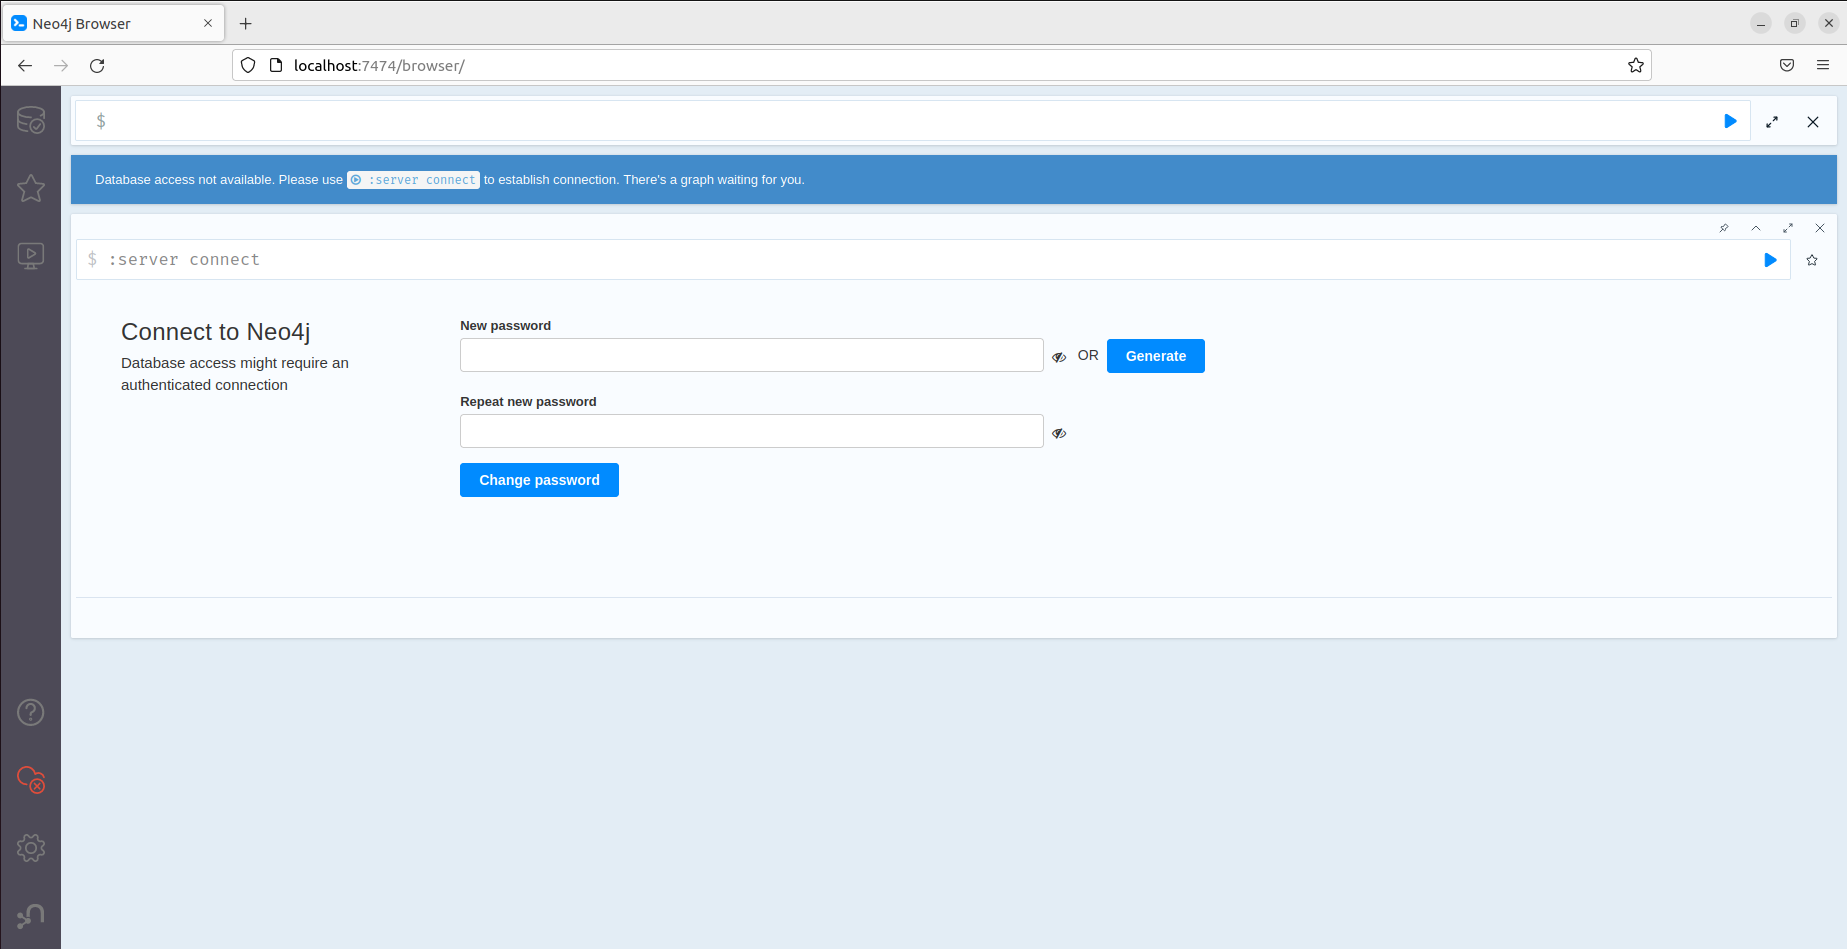 Neo4j Browser
localhost:7474/browser/
$
Database access not available. Please use :server connect to establish connection. There's a graph waiting for you.
$ :server connect
Connect to Neo4j
Database access might require an
authenticated connection
New password
OR Generate
Repeat new password
Change password